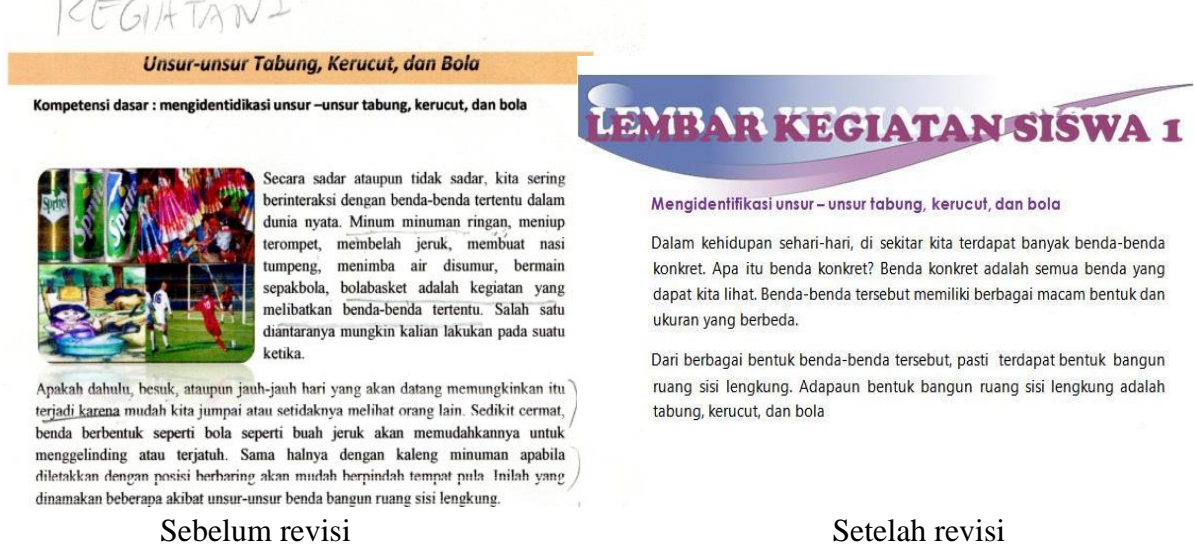 KEGIATAN 1
Unsur-unsur Tabung, Kerucut, dan Bola
Kompetensi dasar : mengidentidikasi unsur –unsur tabung, kerucut, dan bola
Sprite
Sprite
Secara sadar ataupun tidak sadar, kita sering
berinteraksi dengan benda-benda tertentu dalam
dunia nyata. Minum minuman ringan, meniup
terompet, membelah jeruk, membuat nasi
tumpeng, menimba air disumur, bermain
sepakbola, bolabasket adalah kegiatan yang
melibatkan benda-benda tertentu. Salah satu
diantaranya mungkin kalian lakukan pada suatu
ketika.
Apakah dahulu, besuk, ataupun jauh-jauh hari yang akan datang memungkinkan itu
terjadi karena mudah kita jumpai atau setidaknya melihat orang lain. Sedikit cermat,
benda berbentuk seperti bola seperti buah jeruk akan memudahkannya untuk
menggelinding atau terjatuh. Sama halnya dengan kaleng minuman apabila
diletakkan dengan posisi berbaring akan mudah berpindah tempat pula. Inilah yang
dinamakan beberapa akibat unsur-unsur benda bangun ruang sisi lengkung.
Sebelum revisi
LEMBAR KEGIATAN SISWA 1
Mengidentifikasi unsur – unsur tabung, kerucut, dan bola
Dalam kehidupan sehari-hari, di sekitar kita terdapat banyak benda-benda
konkret. Apa itu benda konkret? Benda konkret adalah semua benda yang
dapat kita lihat. Benda-benda tersebut memiliki berbagai macam bentuk dan
ukuran yang berbeda.
Dari berbagai bentuk benda-benda tersebut, pasti terdapat bentuk bangun
ruang sisi lengkung. Adapaun bentuk bangun ruang sisi lengkung adalah
tabung, kerucut, dan bola
Setelah revisi